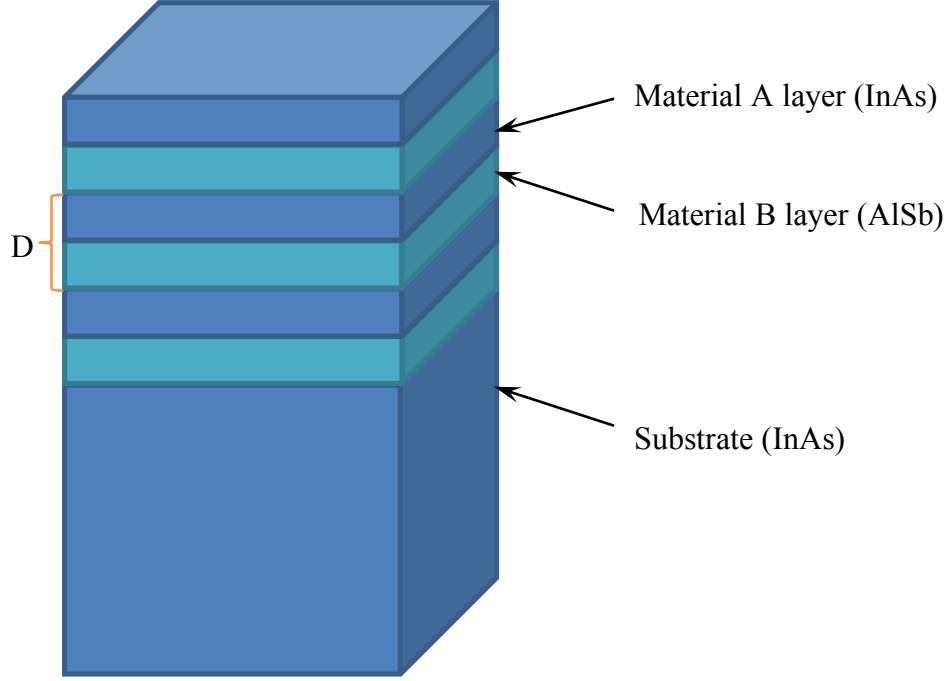 Material A layer (InAs)
Material B layer (AlSb)
D
Substrate (InAs)